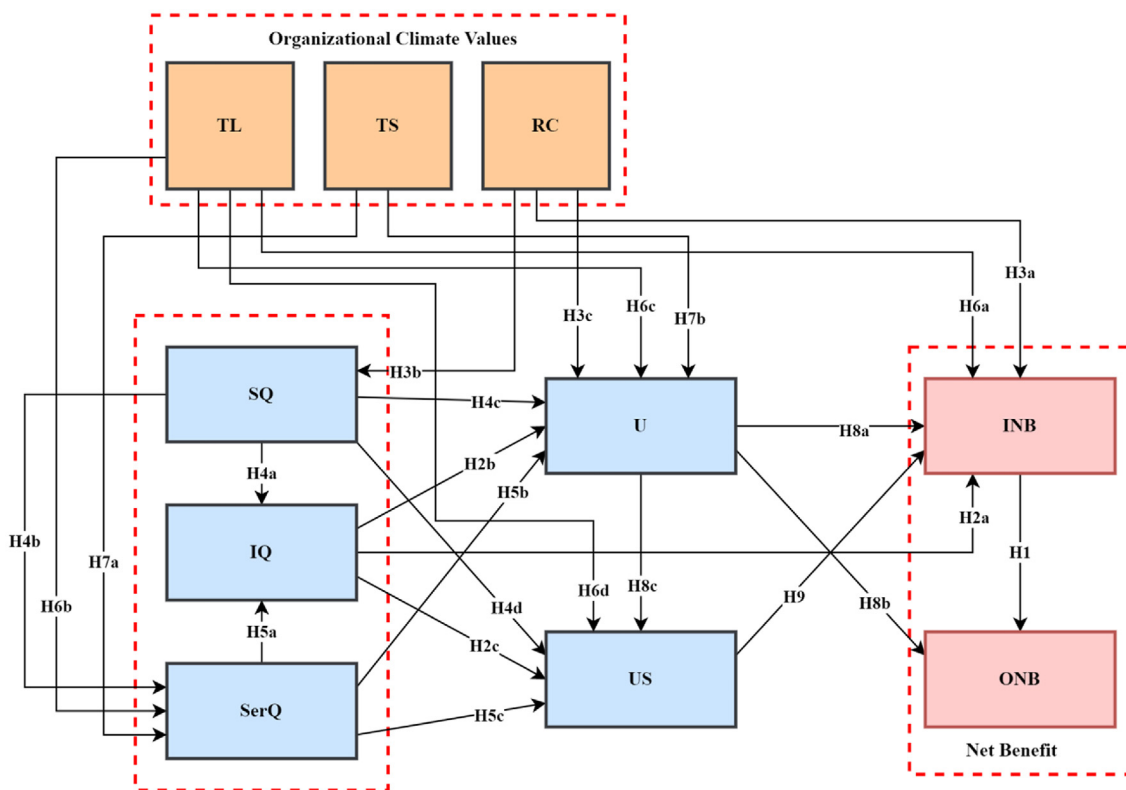 Organizational Climate Values
TL
TS
RC
H3a
H6a
H6c
H3c
H7b
H3b
SQ
H4c
U
H8a
INB
H4a
H2b
H5b
H2a
H4b
H7a
IQ
H1
H6b
H8c
H6d
H9
H8b
H4d
H5a
H2c
SerQ
H5c
US
ONB
Net Benefit